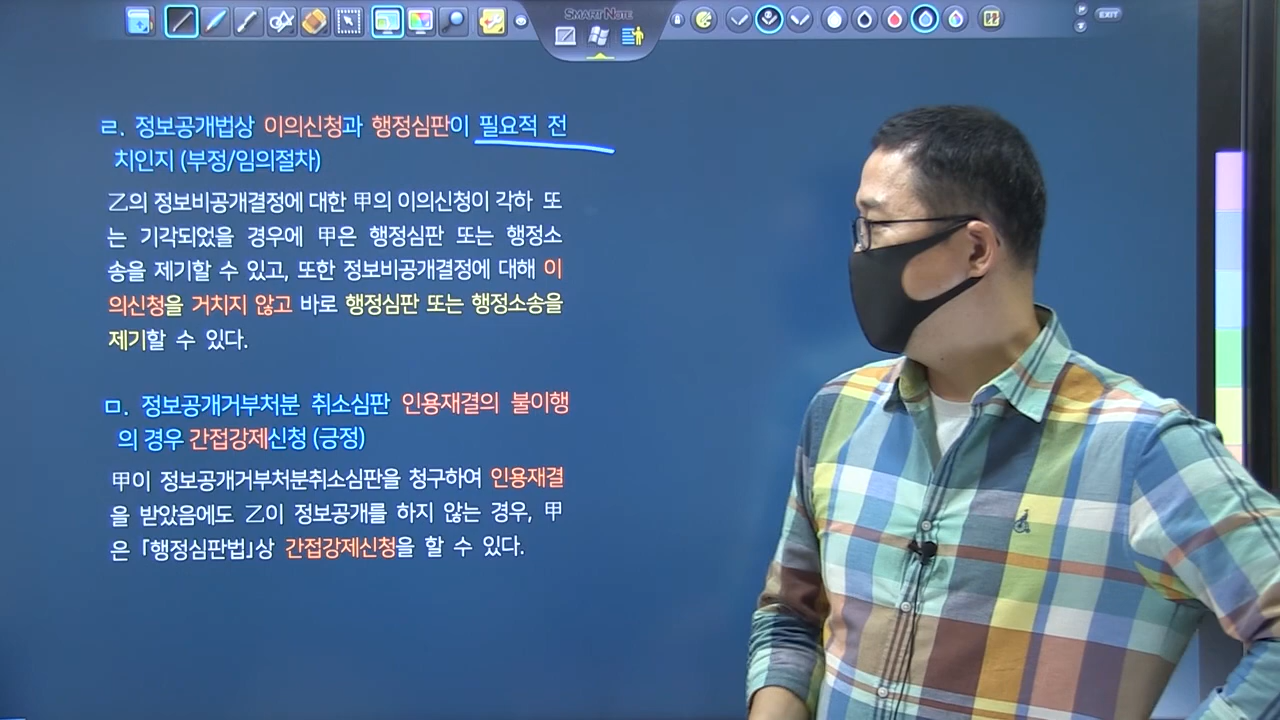 SMARTNOTE
EXIT
ㄹ. 정보공개법상 이의신청과 행정심판이 필요적 전
치인지 (부정/임의절차)
乙의 정보비공개결정에 대한 甲의 이의신청이 각하 또
는 기각되었을 경우에 甲은 행정심판 또는 행정소
송을 제기할 수 있고, 또한 정보비공개결정에 대해 이
의신청을 거치지 않고 바로 행정심판 또는 행정소송을
제기할 수 있다.
ㅁ. 정보공개거부처분 취소심판 인용재결의 불이행
의 경우 간접강제신청 (긍정)
甲이 정보공개거부처분취소심판을 청구하여 인용재결
을 받았음에도 乙이 정보공개를 하지 않는 경우, 甲
은 「행정심판법」상 간접강제신청을 할 수 있다.